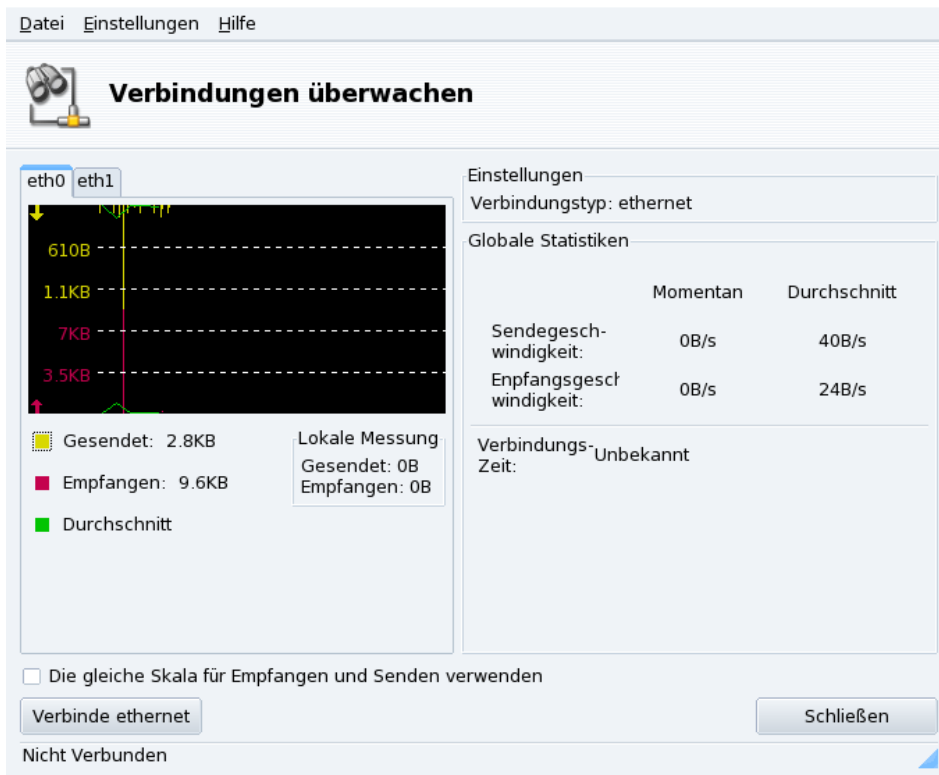 Datei Einstellungen Hilfe
Verbindungen überwachen
eth0 eth1
610B
1.1KB
7KB
3.5KB
Gesendet: 2.8KB
Empfangen: 9.6KB
Durchschnitt
Lokale Messung
Gesendet: 0B
Empfangen: 0B
Einstellungen
Verbindungstyp: ethernet
Globale Statistiken
Momentan Durchschnitt
Sendegesch-
windigkeit: 0B/s 40B/s
Enpfangsgesch
windigkeit: 0B/s 24B/s
Verbindungs-
Zeit: Unbekannt
Die gleiche Skala für Empfangen und Senden verwenden
Verbinde ethernet Schließen
Nicht Verbunden